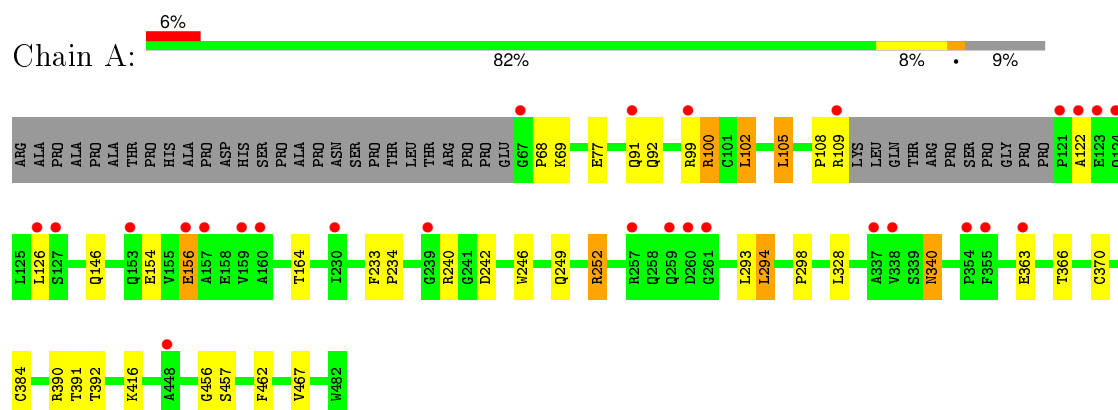 6%
Chain A:
82% 8% • 9%
ARG ALA PRO ALA PRO ALA THR PRO HIS ALA PRO ASP HIS SER PRO ALA PRO ASN SER PRO THR LEU THR ARG PRO PRO GLU G67 P68 K69 E77 Q91 Q92 R99 R100 C101 L102 L105 P108 R109 LYS LEU GLN THR ARG PRO SER PRO GLY PRO PRO P121 A122 E123 Q124
L125 L126 S127 Q146 Q153 E154 V155 E156 A157 E158 V159 A160 T164 I230 F233 P234 G239 R240 G241 D242 W246 Q249 R252 R257 Q258 Q259 D260 G261 L293 L294 P298 L328 A337 V338 S339 N340 P354 F355 E363 T366 C370
C384 R390 T391 T392 K416 A448 G456 S457 F462 V467 W482